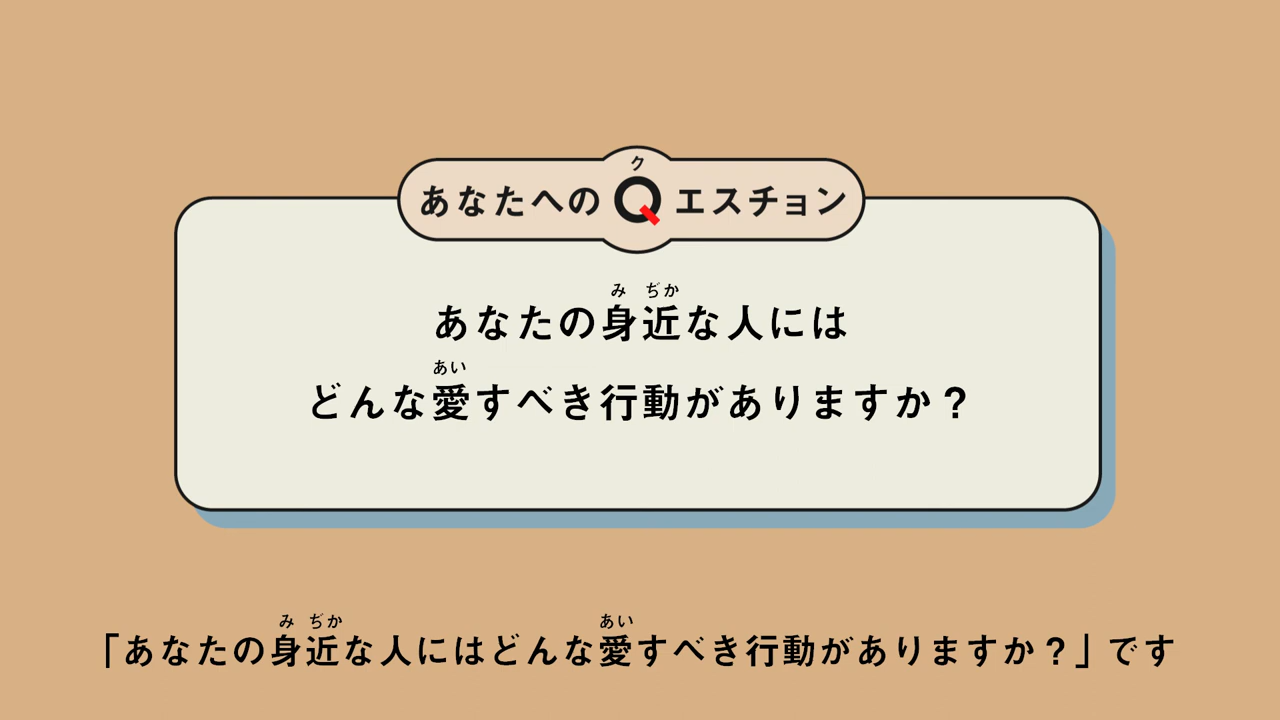 あなたへのQエスチョン
ク
みぢか
あなたの身近な人には
あい
どんな愛すべき行動がありますか？
みぢか あい
「あなたの身近な人にはどんな愛すべき行動がありますか？」です